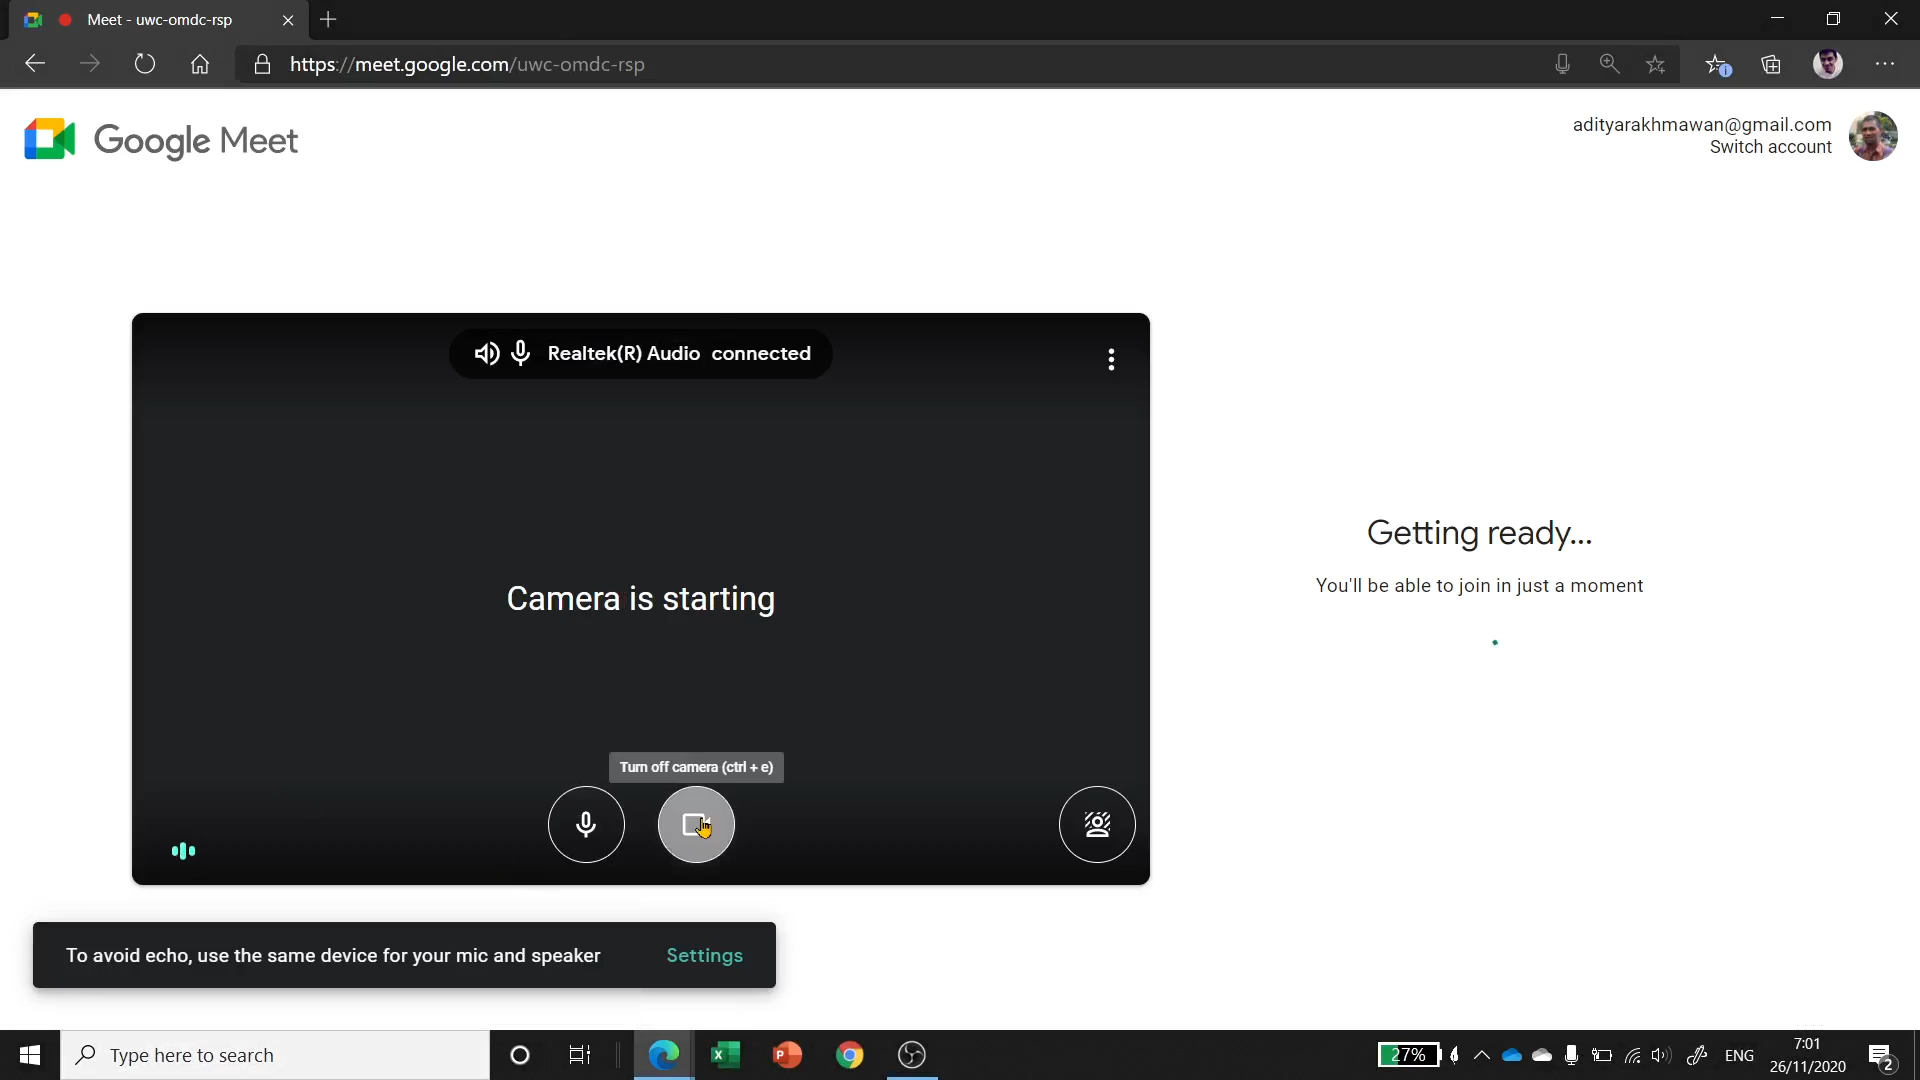 Meet - uwc-omdc-rsp
https://meet.google.com/uwc-omdc-rsp
Google Meet
adityarakhmawan@gmail.com
Switch account
Realtek(R) Audio connected
Camera is starting
Getting ready...
You'll be able to join in just a moment
Turn off camera (ctrl + e)
To avoid echo, use the same device for your mic and speaker Settings
Type here to search
27%
ENG
7:01
26/11/2020
2